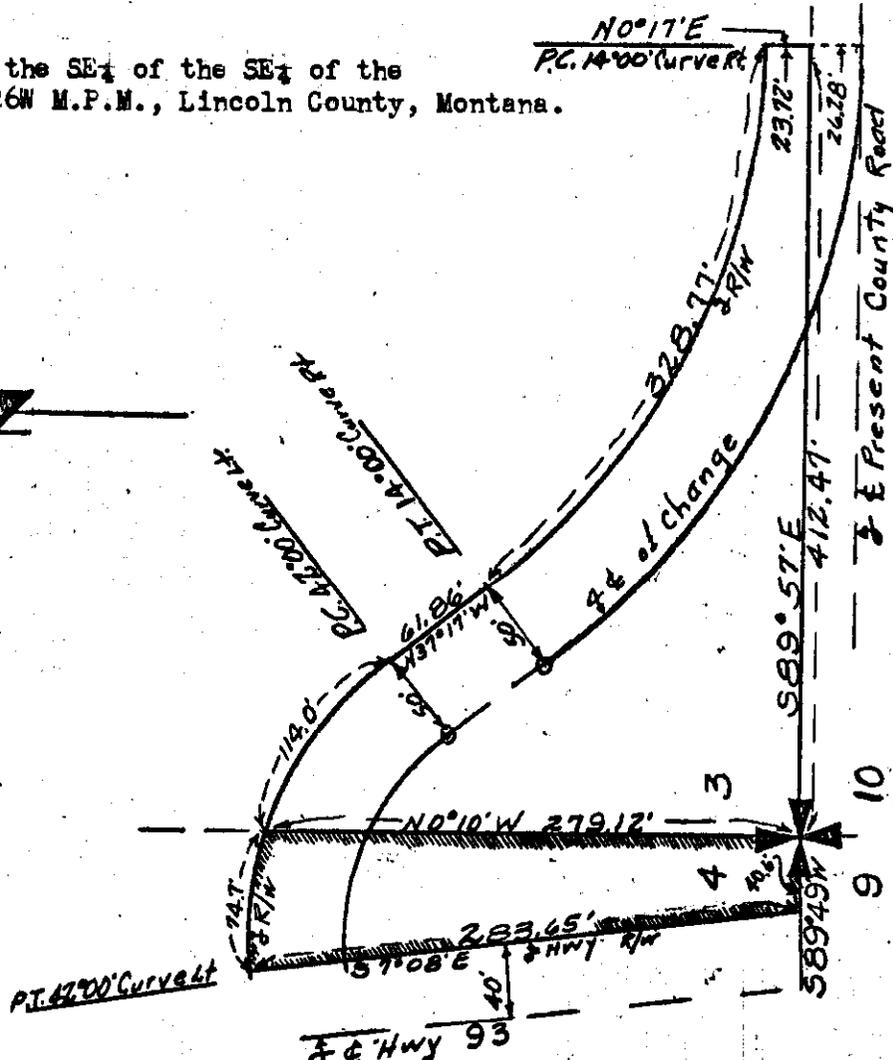 the SE¼ of the SE¼ of the
26W M.P.M., Lincoln County, Montana.
N0°17'E
P.C. 14°00' Curve Rt.
23.72'
26.28'
⅊ ₵ Present County Road
328.77'
⅊ R/W
P.T. 14°00' Curve Rt
P.C. 42°00' Curve Lt.
⅊ ₵ of Change
61.86'
N37°17'W
50'
50'
412.47'
S89°57'E
114.0'
3
10
N0°10'W 279.12'
4
9
40.6'
S89°49'W
74.7'
⅊ R/W
283.65'
S7°08'E
⅊ HWY R/W
P.T. 42°00' Curve Lt
40'
⅊ ₵ Hwy 93